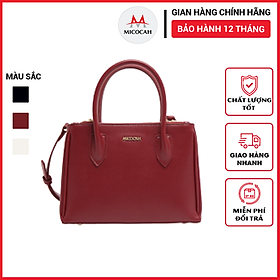 MICOCAH
GIAN HÀNG CHÍNH HÃNG
BẢO HÀNH 12 THÁNG
MÀU SẮC
CHẤT LƯỢNG
TỐT
GIAO HÀNG
NHANH
MIỄN PHÍ
ĐỔI TRẢ
MICOCAH